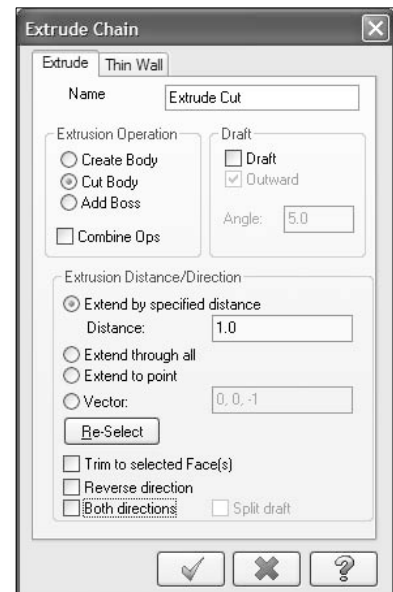 Extrude Chain
Extrude Thin Wall
Name Extrude Cut
Extrusion Operation
Create Body
Cut Body
Add Boss
Combine Ops
Draft
Draft
Outward
Angle: 5.0
Extrusion Distance/Direction
Extend by specified distance
Distance: 1.0
Extend through all
Extend to point
Vector: 0, 0, -1
Re-Select
Trim to selected Face(s)
Reverse direction
Both directions Split draft
?